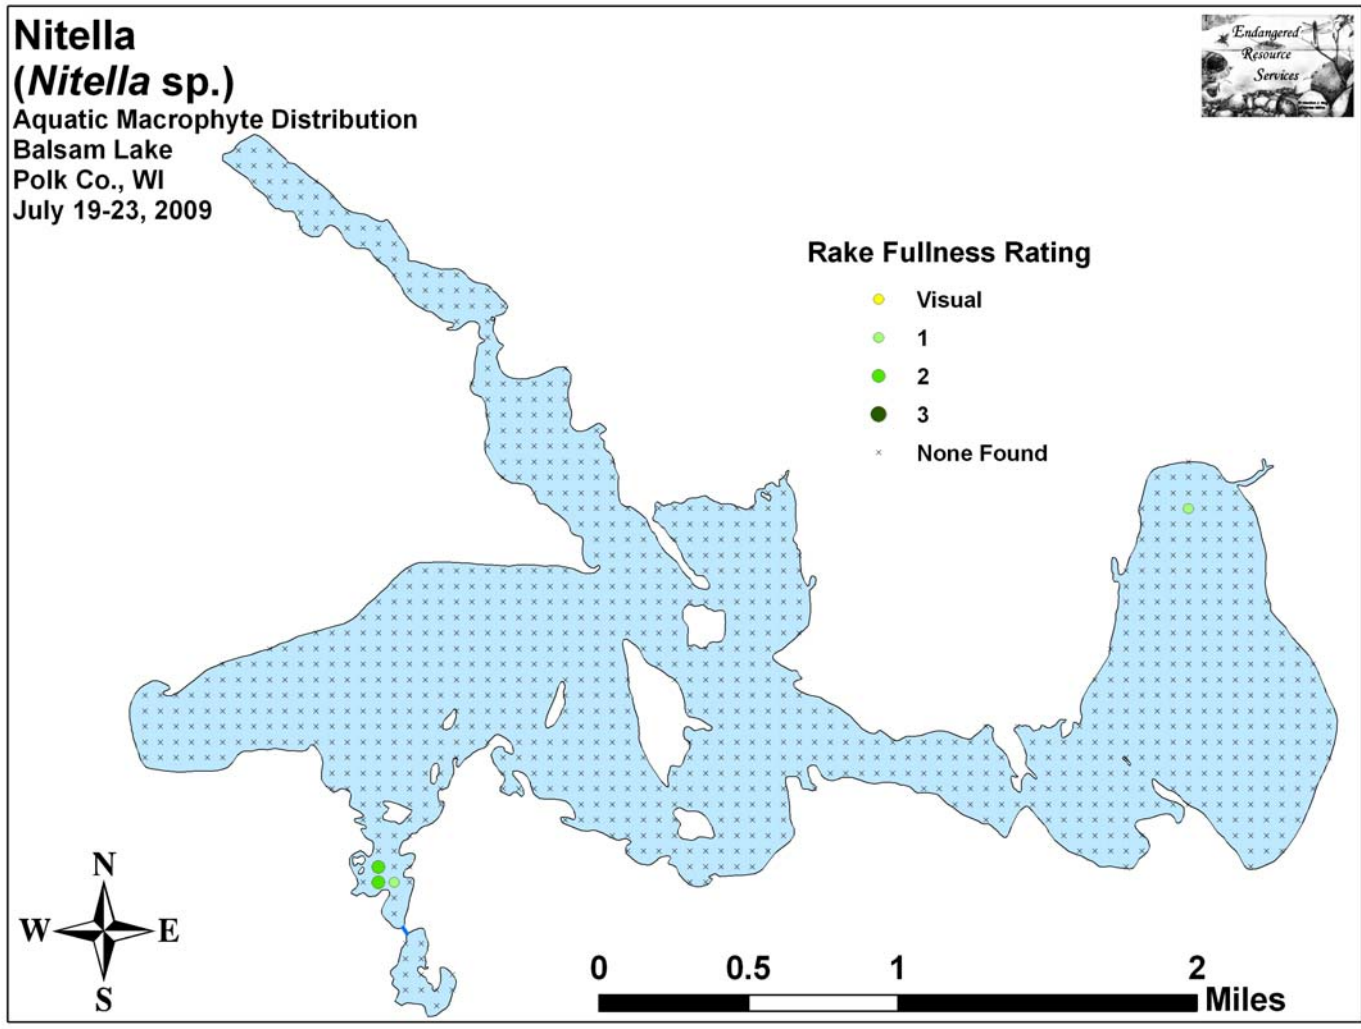 Nitella
(Nitella sp.)
Aquatic Macrophyte Distribution
Balsam Lake
Polk Co., WI
July 19-23, 2009
Endangered
Resource
Services
Rake Fullness Rating
Visual
1
2
3
None Found
N
W E
S
0 0.5 1 2
Miles